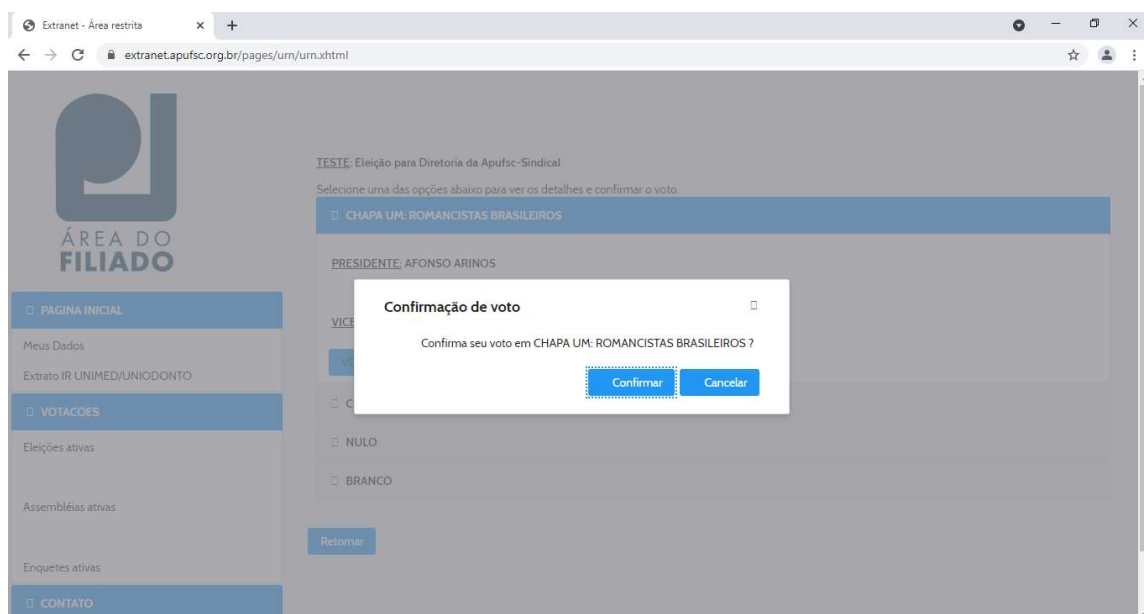 Extranet - Área restrita
extranet.apufsc.org.br/pages/urn/urn.xhtml
ÁREA DO
FILIADO
PAGINA INICIAL
Meus Dados
Extrato IR UNIMED/UNIODONTO
VOTACOES
Eleições ativas
Assembléias ativas
Enquetes ativas
CONTATO
TESTE: Eleição para Diretoria da Apufsc-Sindical
Selecione uma das opções abaixo para ver os detalhes e confirmar o voto.
CHAPA UM: ROMANCISTAS BRASILEIROS
PRESIDENTE: AFONSO ARINOS
VICE
VO
C
NULO
BRANCO
Retornar
Confirmação de voto
Confirma seu voto em CHAPA UM: ROMANCISTAS BRASILEIROS ?
Confirmar Cancelar